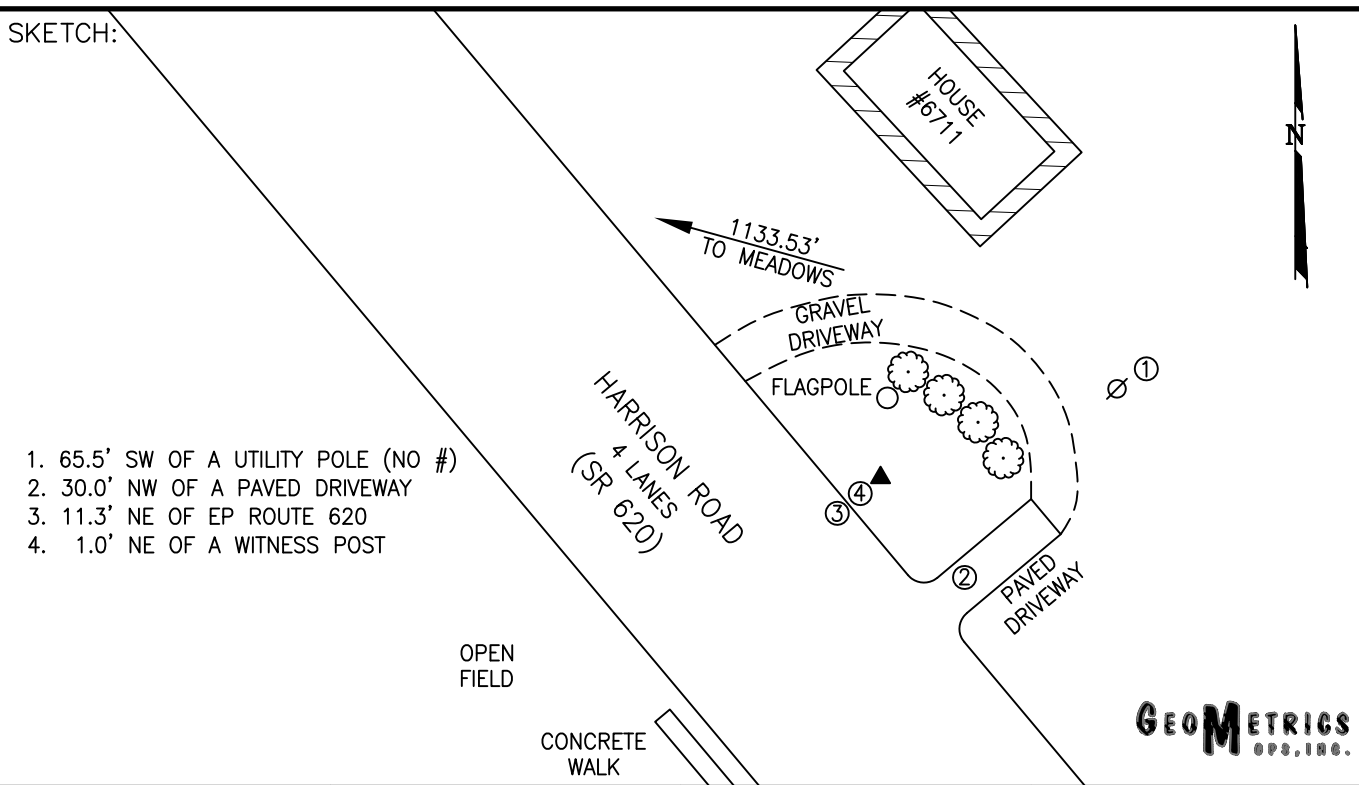 SKETCH:
HOUSE
#6711
N
1133.53'
TO MEADOWS
GRAVEL
DRIVEWAY
FLAGPOLE
①
HARRISON ROAD
4 LANES
(SR 620)
1. 65.5' SW OF A UTILITY POLE (NO #)
2. 30.0' NW OF A PAVED DRIVEWAY
3. 11.3' NE OF EP ROUTE 620
4. 1.0' NE OF A WITNESS POST
④
③
②
PAVED
DRIVEWAY
OPEN
FIELD
CONCRETE
WALK
GEOMETRICS
GPS, INC.